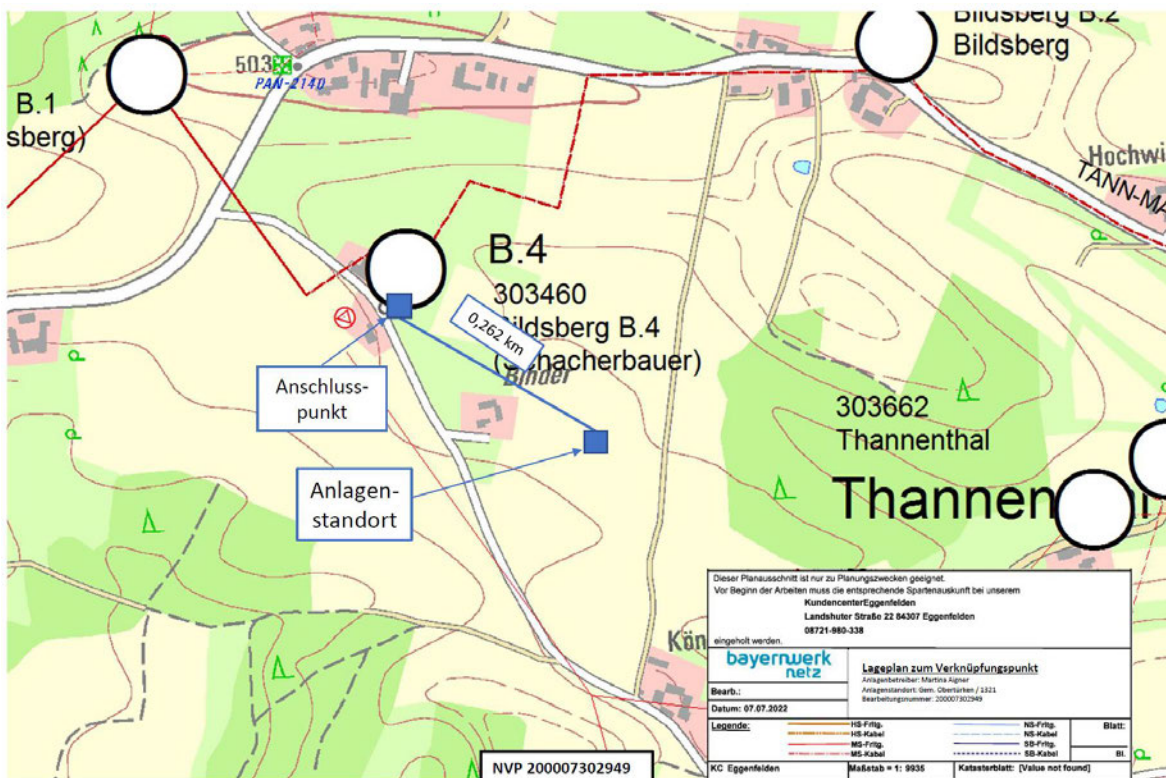 Bildsberg B.2
Bildsberg
503
PAN-2140
B.1
sberg)
Hochwi
TANN-MA
B.4
303460
Bildsberg B.4
(Schacherbauer)
0,262 km
Binder
Anschluss-
punkt
Anlagen-
standort
303662
Thannenthal
Thannen
Kön
Dieser Planausschnitt ist nur zu Planungszwecken geeignet.
Vor Beginn der Arbeiten muss die entsprechende Spartenauskunft bei unserem
KundencenterEggenfelden
Landshuter Straße 22 84307 Eggenfelden
08721-980-338
eingeholt werden.
bayernwerk
netz
Lageplan zum Verknüpfungspunkt
Anlagenbetreiber: Martina Aigner
Anlagenstandort: Gem. Obertürken / 1321
Bearbeitungsnummer: 200007302949
Bearb.:
Datum: 07.07.2022
Legende:
HS-Frltg.
HS-Kabel
MS-Frltg.
MS-Kabel
NS-Frltg.
NS-Kabel
SB-Frltg.
SB-Kabel
Blatt:
Bl.
KC Eggenfelden
Maßstab = 1: 9935
Katasterblatt: [Value not found]
NVP 200007302949